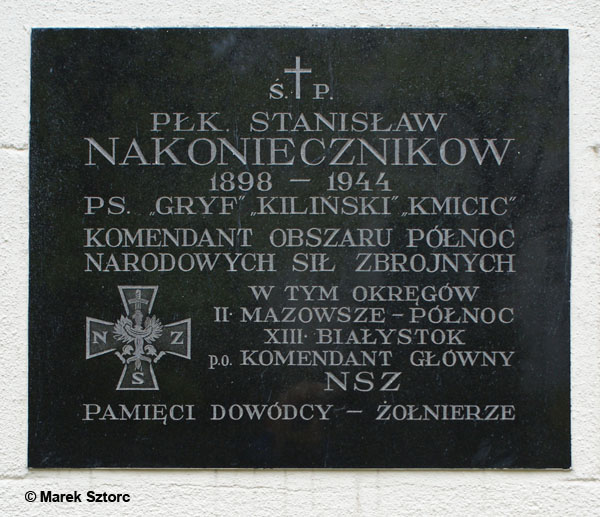 Ś. P.
PŁK. STANISŁAW
NAKONIECZNIKOW
1898 – 1944
PS. „GRYF” „KILIŃSKI” „KMICIC”
KOMENDANT OBSZARU PÓŁNOC
NARODOWYCH SIŁ ZBROJNYCH
W TYM OKRĘGÓW
II. MAZOWSZE – PÓŁNOC
XIII. BIAŁYSTOK
p.o. KOMENDANT GŁÓWNY
NSZ
N Z
S
PAMIĘCI DOWÓDCY – ŻOŁNIERZE
© Marek Sztorc